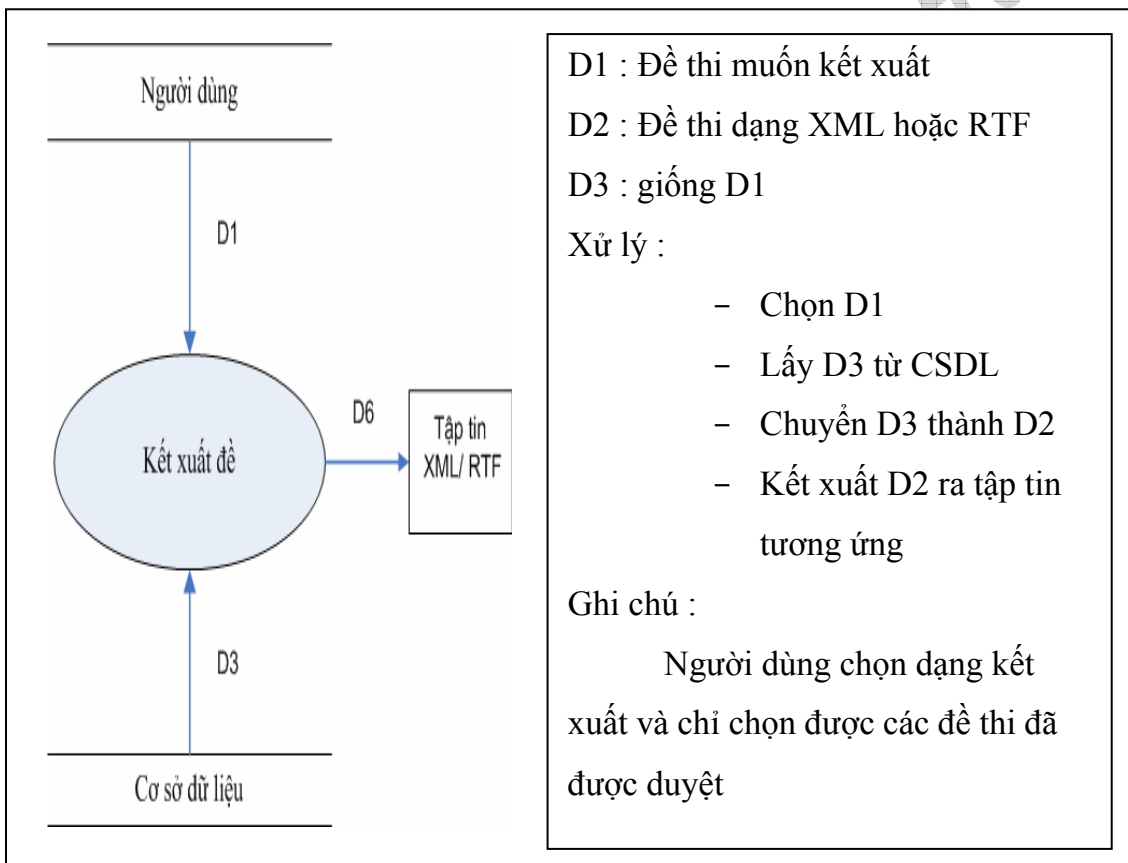 Người dùng
D1
Kết xuất đề
D6
Tập tin
XML/ RTF
D3
Cơ sở dữ liệu
D1 : Đề thi muốn kết xuất
D2 : Đề thi dạng XML hoặc RTF
D3 : giống D1
Xử lý :
- Chọn D1
- Lấy D3 từ CSDL
- Chuyển D3 thành D2
- Kết xuất D2 ra tập tin
tương ứng
Ghi chú :
Người dùng chọn dạng kết
xuất và chỉ chọn được các đề thi đã
được duyệt